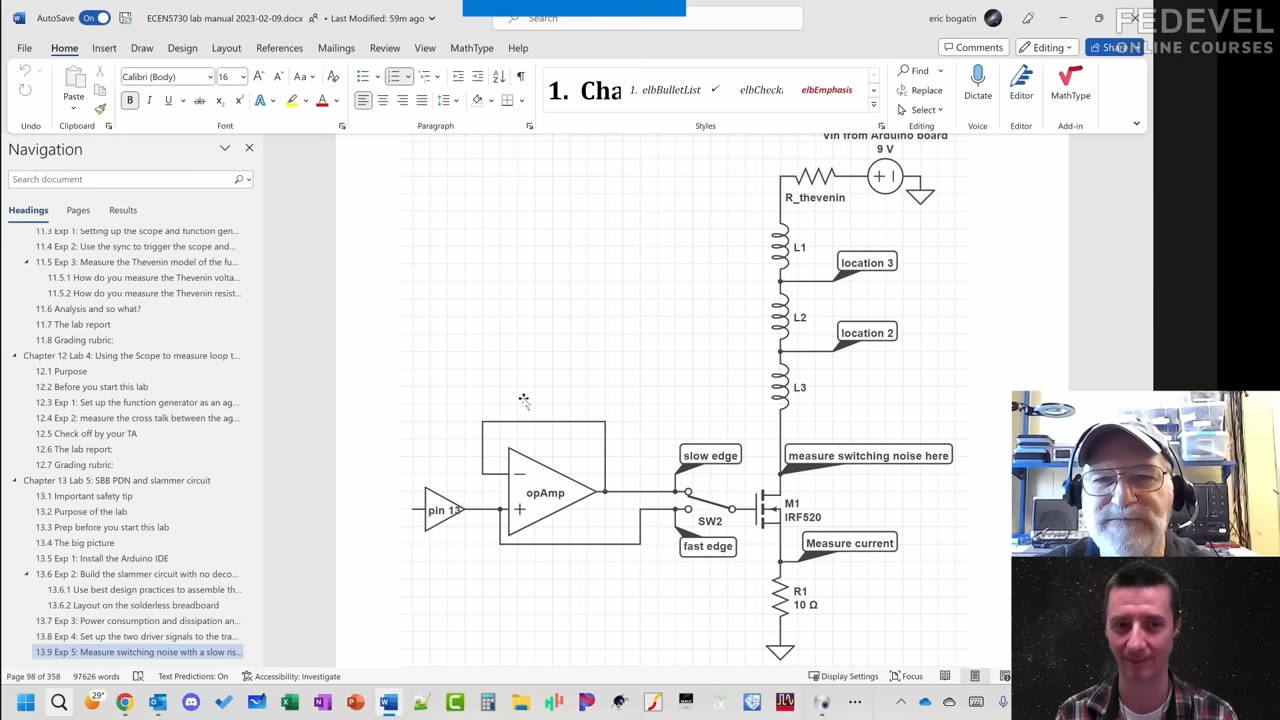 AutoSave On ECEN5730 lab manual 2023-02-09.docx • Last Modified: 59m ago Search eric bogatin
FEDEVEL
ONLINE COURSES
File Home Insert Draw Design Layout References Mailings Review View MathType Help Comments Editing Share
Paste
Calibri (Body) 16
1. Cha 1. elbBulletList elbChecki elbEmphasis
Find
Replace
Select
Dictate Editor MathType
Undo Clipboard Font Paragraph Styles Editing Voice Editor Add-in
Navigation
Search document
Headings Pages Results
11.3 Exp 1: Setting up the scope and function gen...
11.4 Exp 2: Use the sync to trigger the scope and...
11.5 Exp 3: Measure the Thevenin model of the fu...
11.5.1 How do you measure the Thevenin volta...
11.5.2 How do you measure the Thevenin resist...
11.6 Analysis and so what?
11.7 The lab report
11.8 Grading rubric:
Chapter 12 Lab 4: Using the Scope to measure loop t...
12.1 Purpose
12.2 Before you start this lab
12.3 Exp 1: Set up the function generator as an ag...
12.4 Exp 2: measure the cross talk between the ag...
12.5 Check off by your TA
12.6 The lab report:
12.7 Grading rubric:
Chapter 13 Lab 5: SBB PDN and slammer circuit
13.1 Important safety tip
13.2 Purpose of the lab
13.3 Prep before you start this lab
13.4 The big picture
13.5 Exp 1: Install the Arduino IDE
13.6 Exp 2: Build the slammer circuit with no deco...
13.6.1 Use best design practices to assemble th...
13.6.2 Layout on the solderless breadboard
13.7 Exp 3: Power consumption and dissipation an...
13.8 Exp 4: Set up the two driver signals to the tra...
13.9 Exp 5: Measure switching noise with a slow ris...
Vin from Arduino board
9 V
R_thevenin
L1
location 3
L2
location 2
L3
slow edge
measure switching noise here
opAmp
pin 13
SW2
M1
IRF520
fast edge
Measure current
R1
10 Ω
Page 98 of 358 97626 words Text Predictions: On Accessibility: Investigate Display Settings Focus
29°